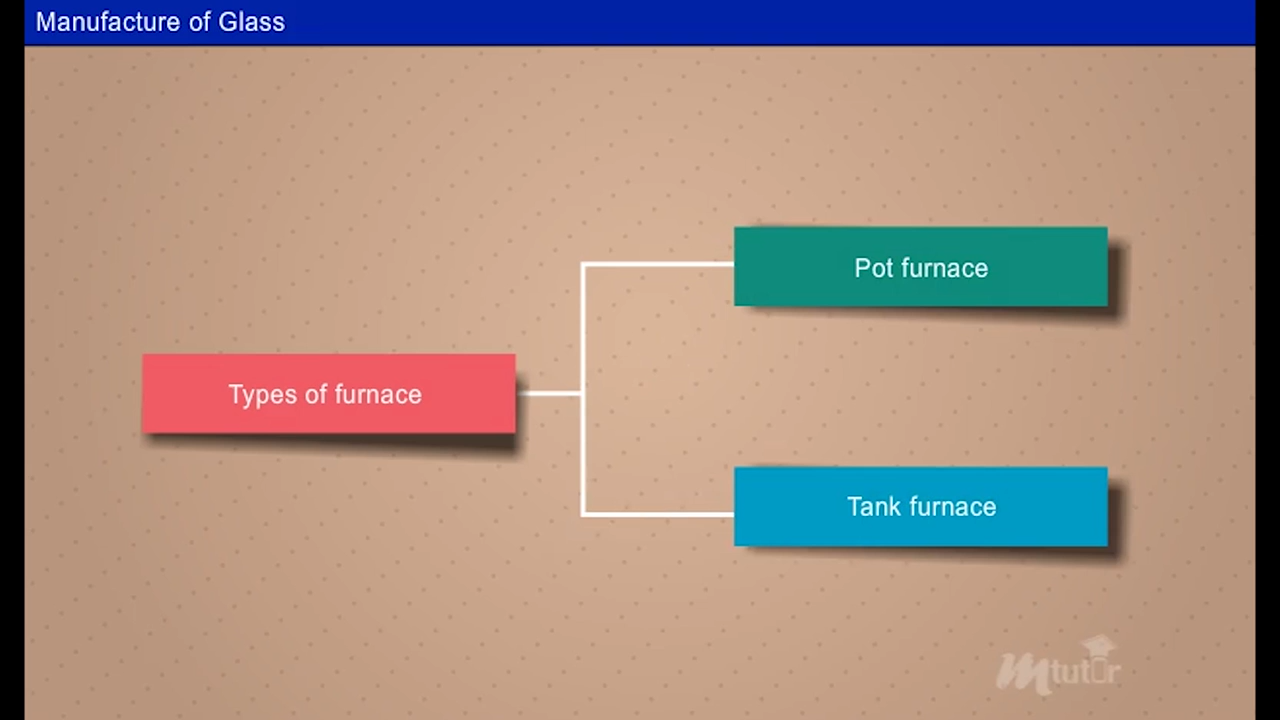 Manufacture of Glass
Pot furnace
Types of furnace
Tank furnace
mtutor